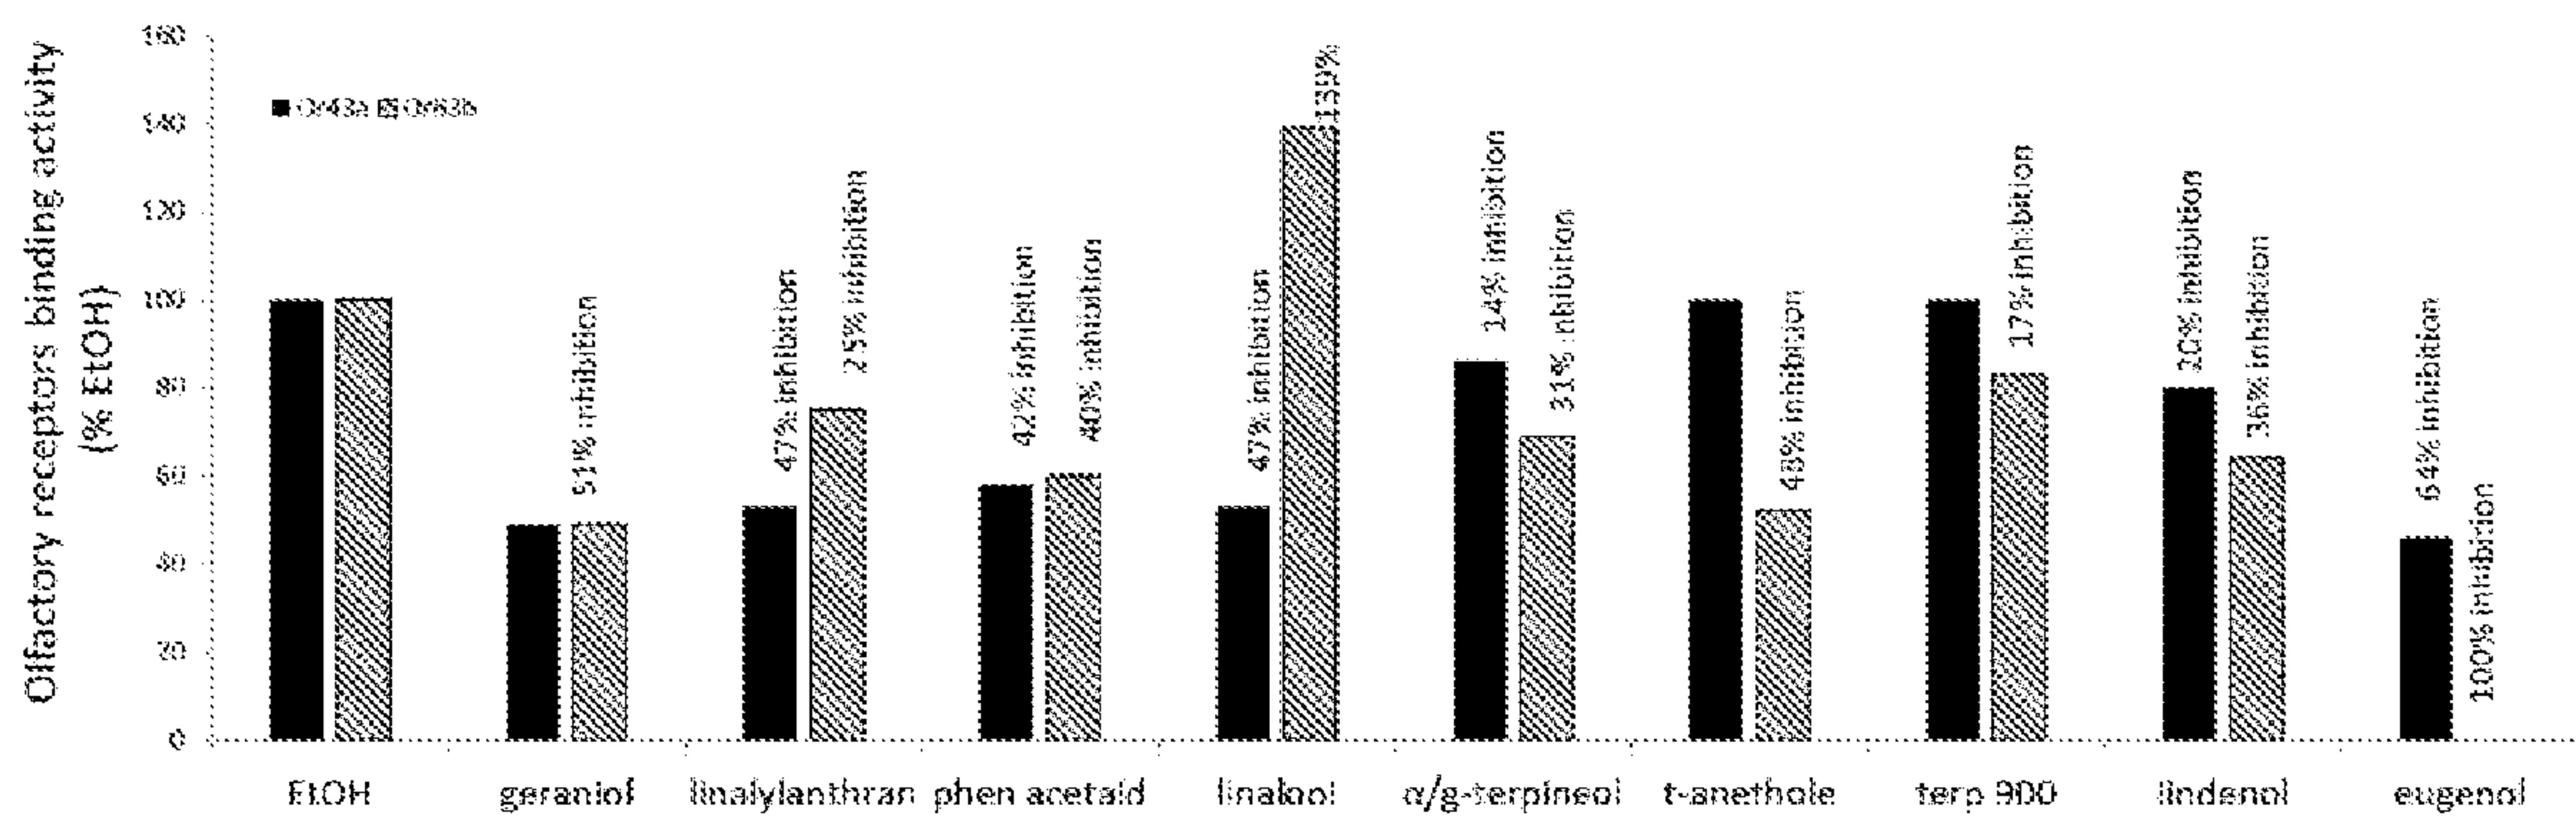 Olfactory receptors binding activity
(% EtOH)
160
140
120
100
80
60
40
20
0
Or43a
51% inhibition
47% inhibition
25% inhibition
42% inhibition
40% inhibition
47% inhibition
139%
14% inhibition
31% inhibition
48% inhibition
17% inhibition
20% inhibition
36% inhibition
64% inhibition
100% inhibition
EtOH
geraniol
linalylanthran
phen acetald
linalool
α/g-terpineol
t-anethole
terp 900
lindenol
eugenol